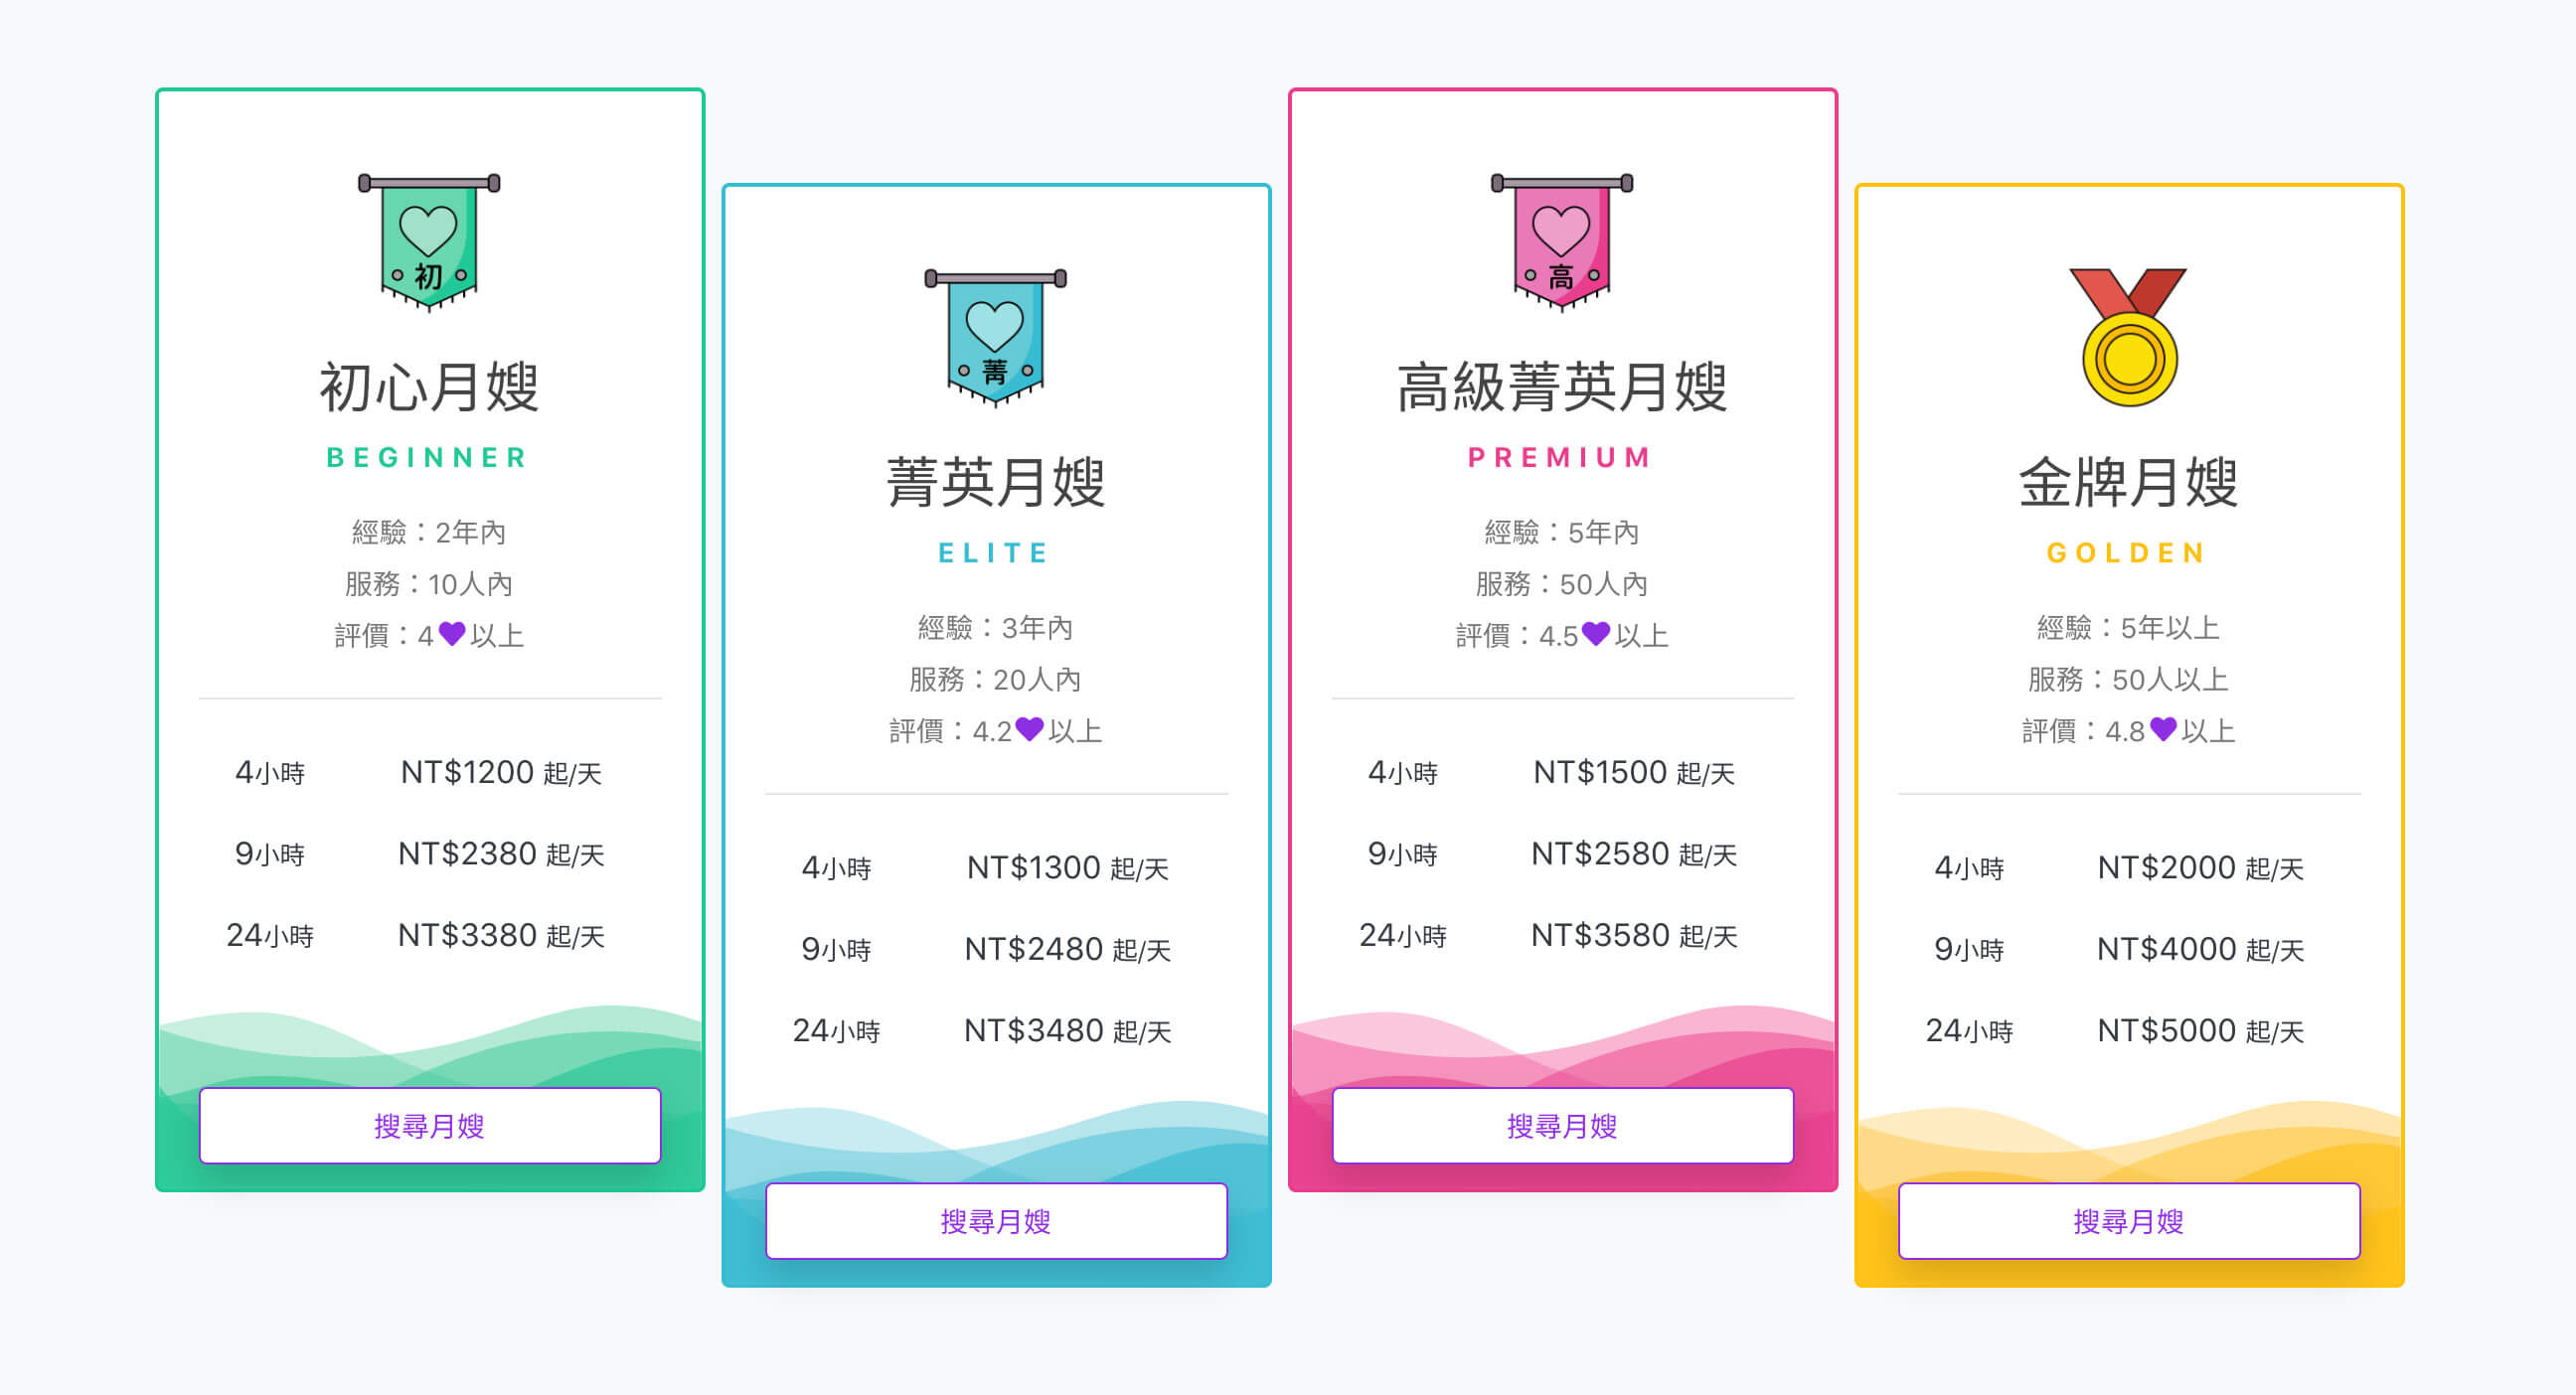 初
初心月嫂
BEGINNER
經驗：2年內
服務：10人內
評價：4以上
4小時 NT$1200 起/天
9小時 NT$2380 起/天
24小時 NT$3380 起/天
搜尋月嫂
菁
菁英月嫂
ELITE
經驗：3年內
服務：20人內
評價：4.2以上
4小時 NT$1300 起/天
9小時 NT$2480 起/天
24小時 NT$3480 起/天
搜尋月嫂
高
高級菁英月嫂
PREMIUM
經驗：5年內
服務：50人內
評價：4.5以上
4小時 NT$1500 起/天
9小時 NT$2580 起/天
24小時 NT$3580 起/天
搜尋月嫂
金牌月嫂
GOLDEN
經驗：5年以上
服務：50人以上
評價：4.8以上
4小時 NT$2000 起/天
9小時 NT$4000 起/天
24小時 NT$5000 起/天
搜尋月嫂